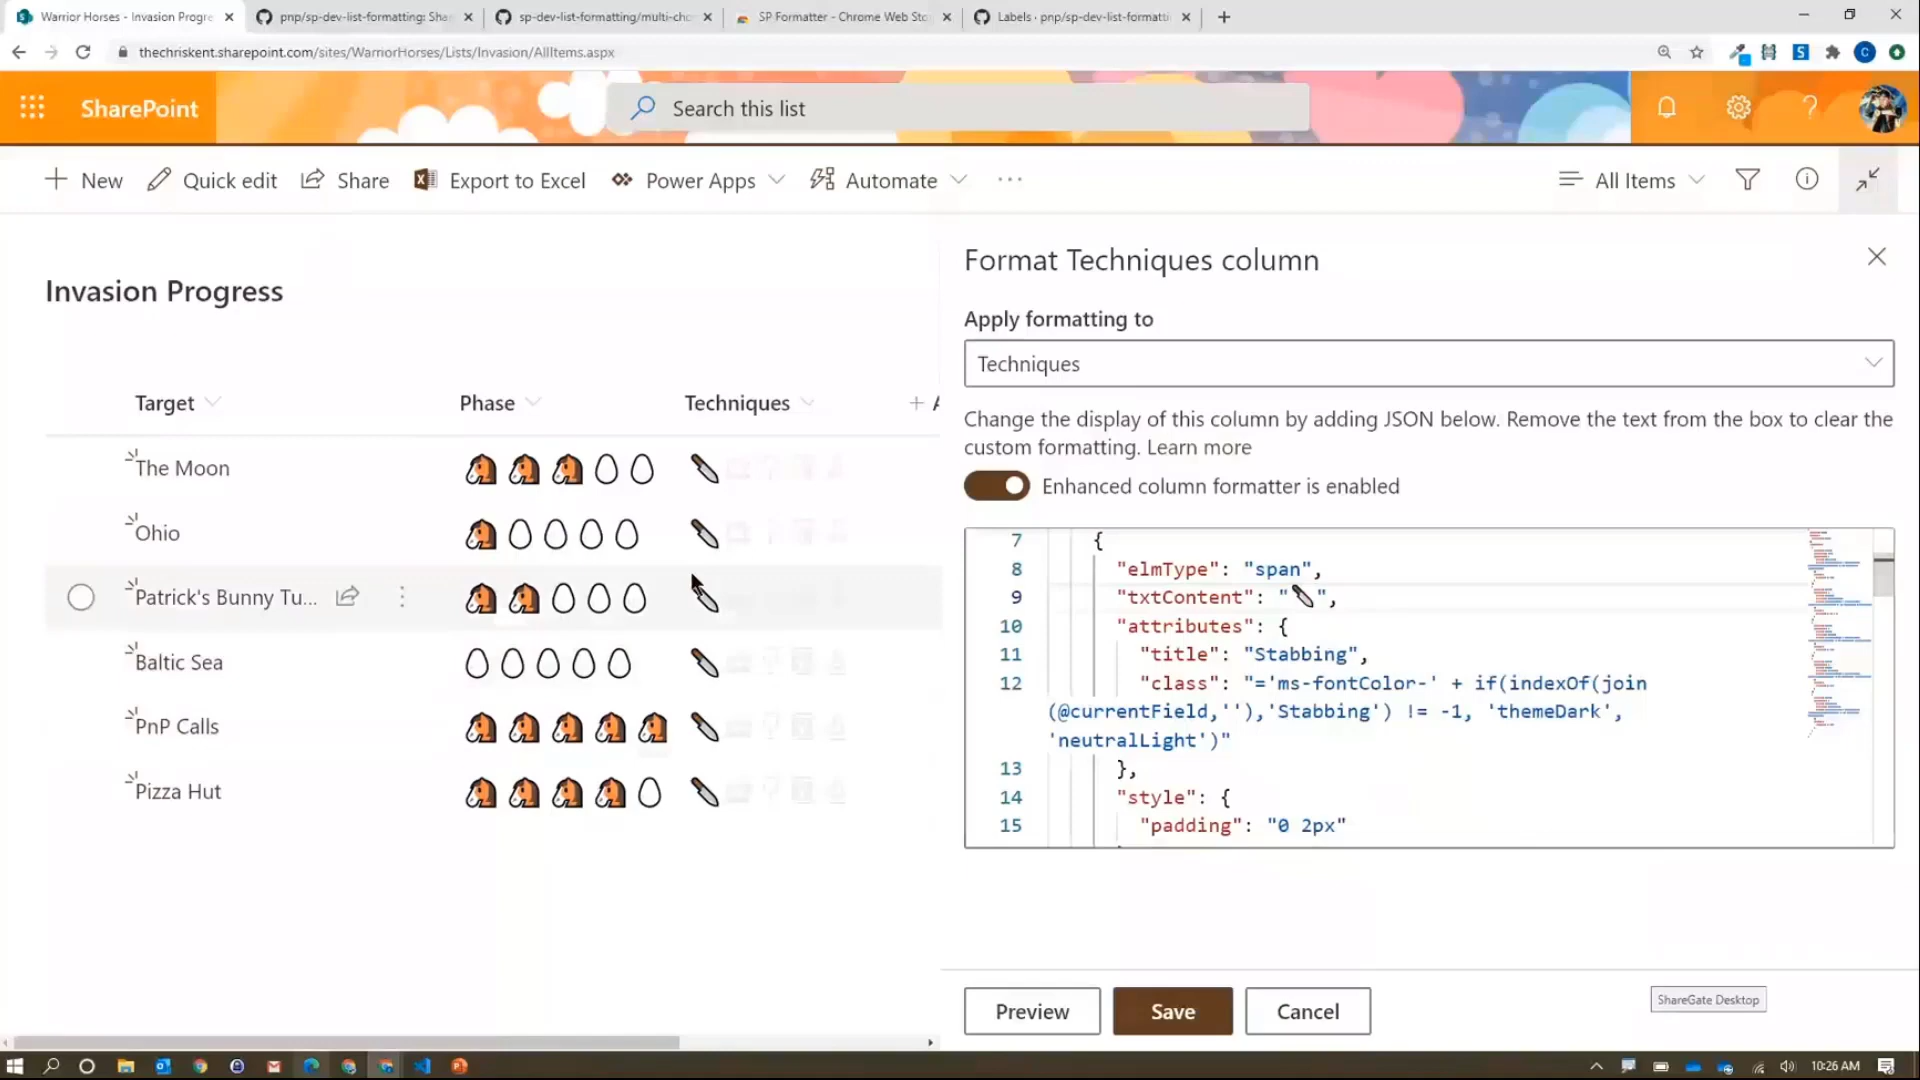 Warrior Horses - Invasion Progre
pnp/sp-dev-list-formatting: Sha
sp-dev-list-formatting/multi-cho
SP Formatter - Chrome Web Sto
Labels · pnp/sp-dev-list-formatti
thechriskent.sharepoint.com/sites/WarriorHorses/Lists/Invasion/AllItems.aspx
SharePoint
Search this list
New
Quick edit
Share
Export to Excel
Power Apps
Automate
All Items
Invasion Progress
Target
Phase
Techniques
The Moon
Ohio
Patrick's Bunny Tu...
Baltic Sea
PnP Calls
Pizza Hut
Format Techniques column
Apply formatting to
Techniques
Change the display of this column by adding JSON below. Remove the text from the box to clear the
custom formatting. Learn more
Enhanced column formatter is enabled
7 {
8 "elmType": "span",
9 "txtContent": "🔪",
10 "attributes": {
11 "title": "Stabbing",
12 "class": "='ms-fontColor-' + if(indexOf(join
(@currentField,''),'Stabbing') != -1, 'themeDark',
'neutralLight')"
13 },
14 "style": {
15 "padding": "0 2px"
Preview
Save
Cancel
ShareGate Desktop
10:26 AM